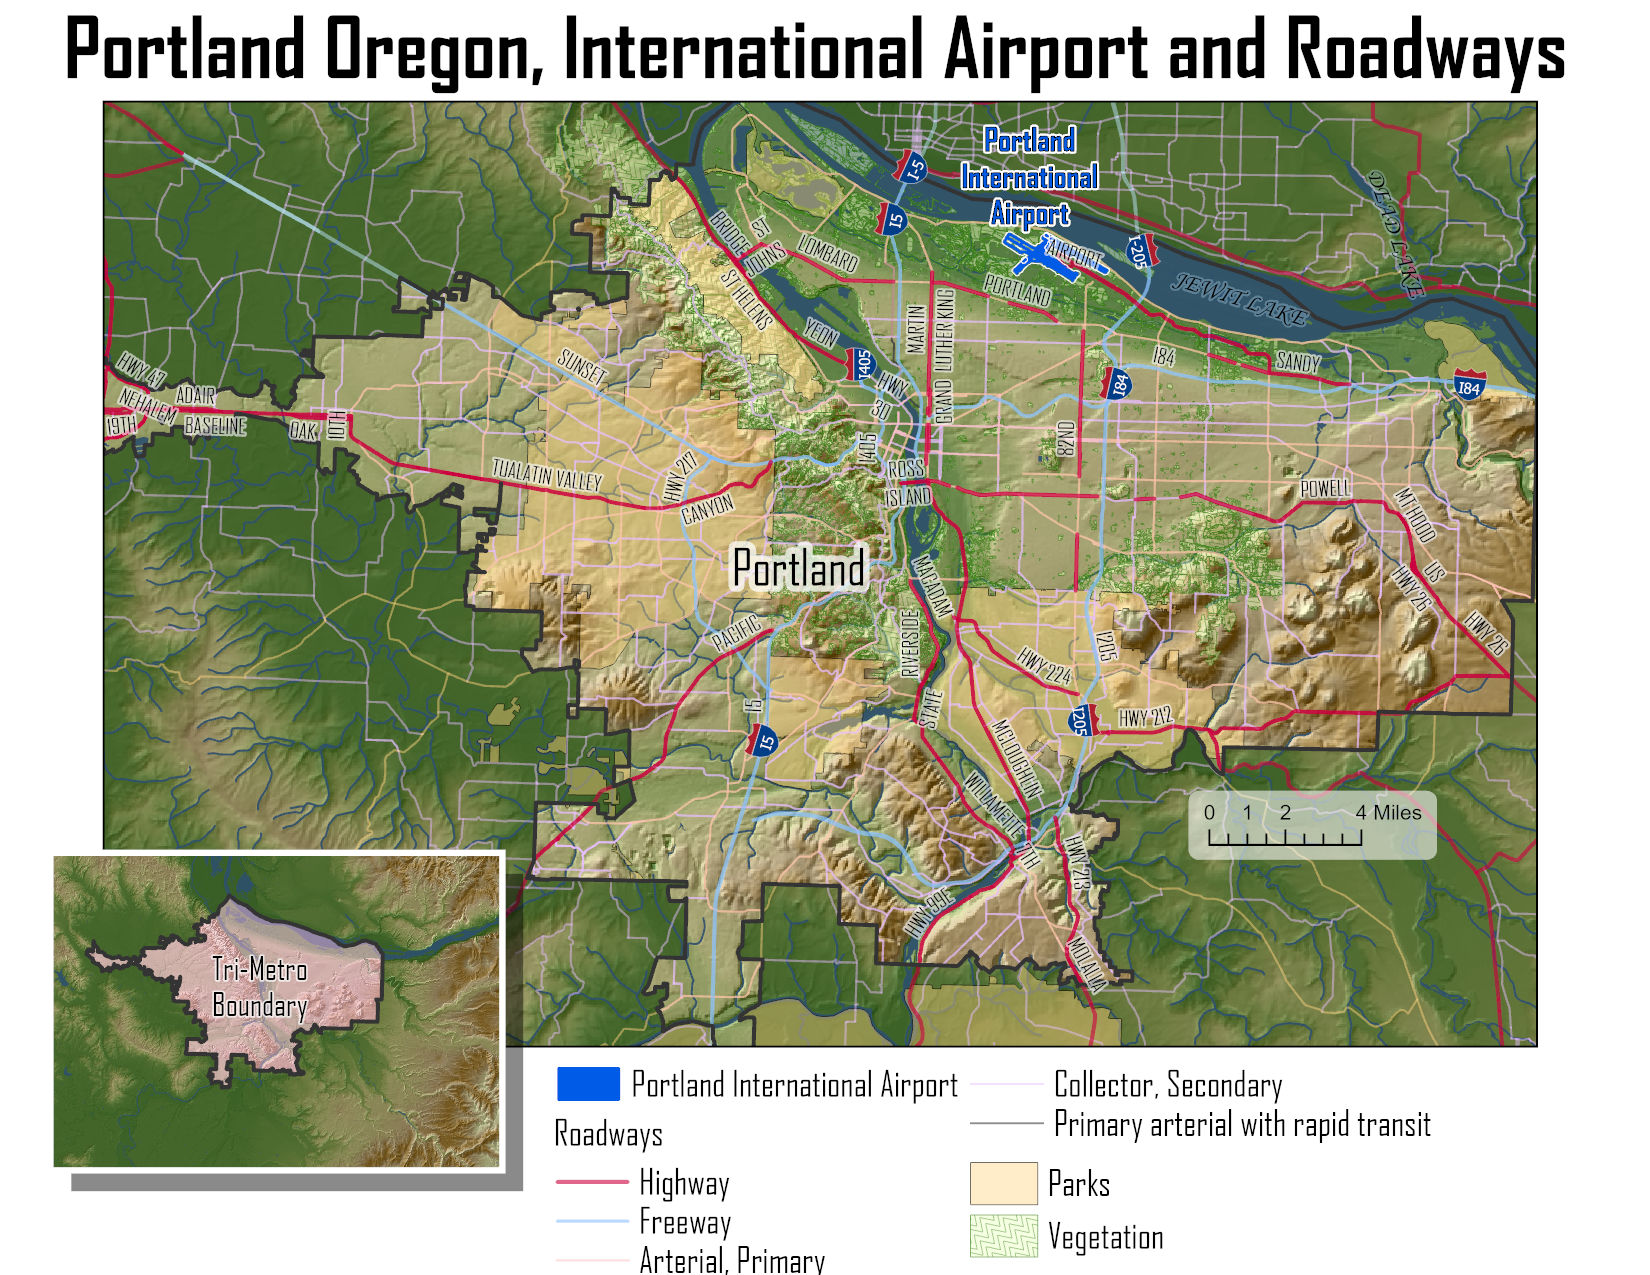 Portland Oregon, International Airport and Roadways
Portland
International
Airport
I-5
I5
I-205
AIRPORT
DEAD LAKE
JEWIT LAKE
BRIDGE
ST
JOHNS
LOMBARD
ST HELENS
YEON
PORTLAND
MARTIN
LUTHER KING
GRAND
I84
SANDY
I84
I84
I405
HWY
30
SUNSET
HWY 47
ADAIR
NEHALEM
19TH
BASELINE
OAK
10TH
TUALATIN VALLEY
HWY 217
CANYON
I405
ROSS
ISLAND
82ND
POWELL
MT HOOD
US
HWY 26
HWY 26
Portland
MACADAM
RIVERSIDE
PACIFIC
I5
I5
STATE
HWY 224
I205
I205
HWY 212
MCLOUGHLIN
WILLAMETTE
7TH
HWY 213
HWY 99E
MOLALLA
0 1 2 4 Miles
Tri-Metro
Boundary
Portland International Airport
Roadways
Highway
Freeway
Arterial, Primary
Collector, Secondary
Primary arterial with rapid transit
Parks
Vegetation